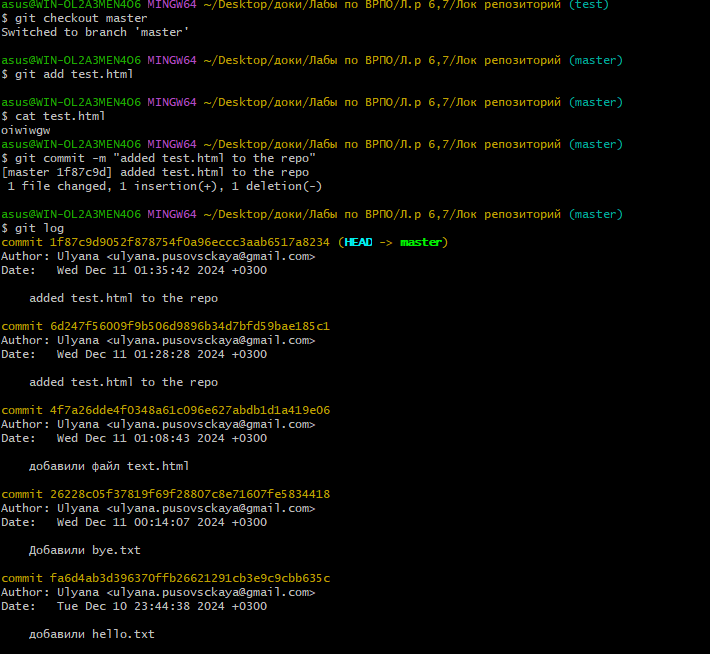 asus@WIN-OL2A3MEN4O6 MINGW64 ~/Desktop/доки/Лабы по ВРПО/Л.р 6,7/Лок репозиторий (test)
$ git checkout master
Switched to branch 'master'
asus@WIN-OL2A3MEN4O6 MINGW64 ~/Desktop/доки/Лабы по ВРПО/Л.р 6,7/Лок репозиторий (master)
$ git add test.html
asus@WIN-OL2A3MEN4O6 MINGW64 ~/Desktop/доки/Лабы по ВРПО/Л.р 6,7/Лок репозиторий (master)
$ cat test.html
oiwiwgw
asus@WIN-OL2A3MEN4O6 MINGW64 ~/Desktop/доки/Лабы по ВРПО/Л.р 6,7/Лок репозиторий (master)
$ git commit -m "added test.html to the repo"
[master 1f87c9d] added test.html to the repo
 1 file changed, 1 insertion(+), 1 deletion(-)
asus@WIN-OL2A3MEN4O6 MINGW64 ~/Desktop/доки/Лабы по ВРПО/Л.р 6,7/Лок репозиторий (master)
$ git log
commit 1f87c9d9052f878754f0a96eccc3aab6517a8234 (HEAD -> master)
Author: Ulyana <ulyana.pusovsckaya@gmail.com>
Date:   Wed Dec 11 01:35:42 2024 +0300
    added test.html to the repo
commit 6d247f56009f9b506d9896b34d7bfd59bae185c1
Author: Ulyana <ulyana.pusovsckaya@gmail.com>
Date:   Wed Dec 11 01:28:28 2024 +0300
    added test.html to the repo
commit 4f7a26dde4f0348a61c096e627abdb1d1a419e06
Author: Ulyana <ulyana.pusovsckaya@gmail.com>
Date:   Wed Dec 11 01:08:43 2024 +0300
    добавили файл text.html
commit 26228c05f37819f69f28807c8e71607fe5834418
Author: Ulyana <ulyana.pusovsckaya@gmail.com>
Date:   Wed Dec 11 00:14:07 2024 +0300
    Добавили bye.txt
commit fa6d4ab3d396370ffb26621291cb3e9c9cbb635c
Author: Ulyana <ulyana.pusovsckaya@gmail.com>
Date:   Tue Dec 10 23:44:38 2024 +0300
    добавили hello.txt